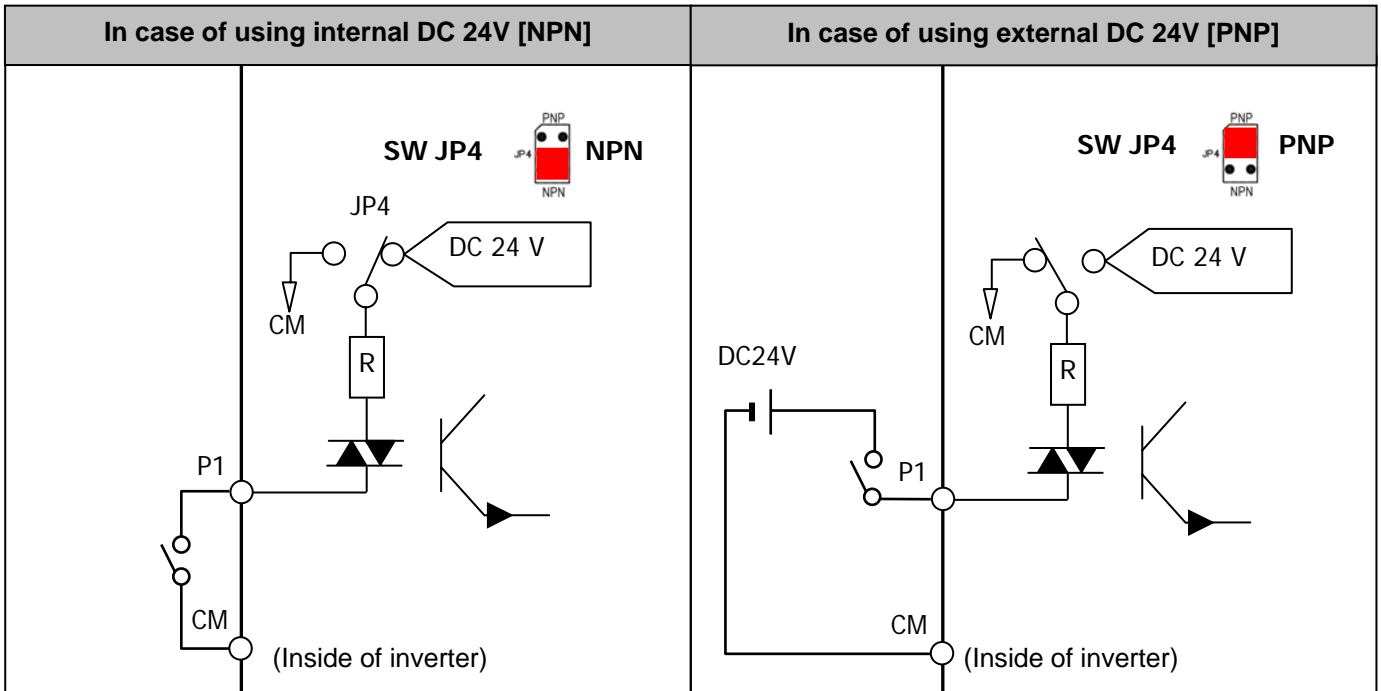 In case of using internal DC 24V [NPN]
In case of using external DC 24V [PNP]
PNP
SW JP4
JP4
NPN
NPN
JP4
DC 24 V
CM
R
P1
CM
(Inside of inverter)
PNP
SW JP4
JP4
PNP
NPN
DC 24 V
CM
DC24V
R
P1
CM
(Inside of inverter)